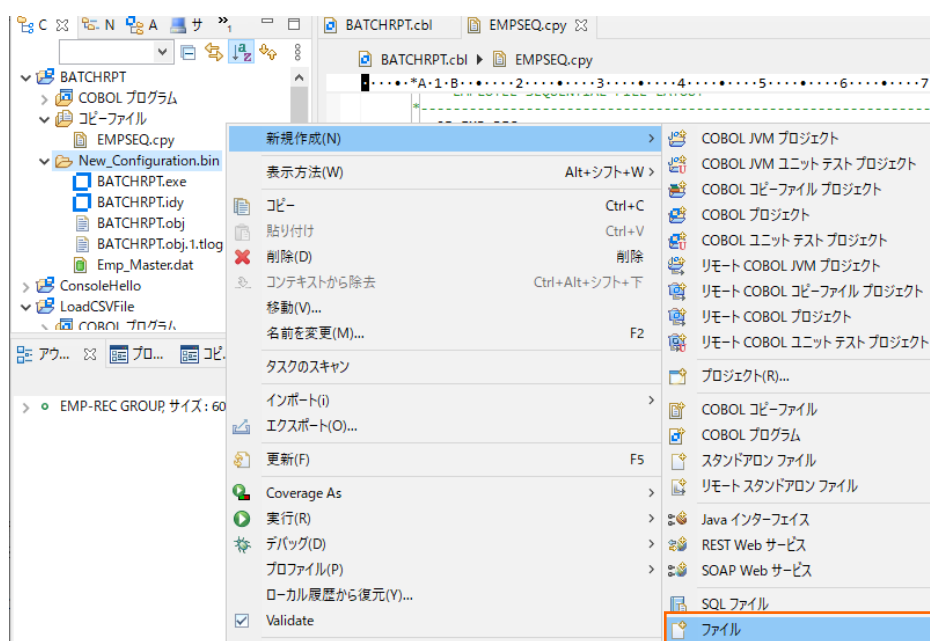 C N A サ »1
BATCHRPT.cbl
EMPSEQ.cpy
BATCHRPT.cbl EMPSEQ.cpy
*A·1·B··+····2····+····3····+····4····+····5····+····6····+····7
BATCHRPT
COBOL プログラム
コピーファイル
EMPSEQ.cpy
New_Configuration.bin
BATCHRPT.exe
BATCHRPT.idy
BATCHRPT.obj
BATCHRPT.obj.1.tlog
Emp_Master.dat
ConsoleHello
LoadCSVFile
COBOL プログラム
アウ... プロ... コピ.
EMP-REC GROUP, サイズ : 60
新規作成(N)
表示方法(W) Alt+シフト+W
コピー Ctrl+C
貼り付け Ctrl+V
削除(D) 削除
コンテキストから除去 Ctrl+Alt+シフト+下
移動(V)...
名前を変更(M)... F2
タスクのスキャン
インポート(i)
エクスポート(O)...
更新(F) F5
Coverage As
実行(R)
デバッグ(D)
プロファイル(P)
ローカル履歴から復元(Y)...
Validate
COBOL JVM プロジェクト
COBOL JVM ユニット テスト プロジェクト
COBOL コピーファイル プロジェクト
COBOL プロジェクト
COBOL ユニット テスト プロジェクト
リモート COBOL JVM プロジェクト
リモート COBOL コピーファイル プロジェクト
リモート COBOL プロジェクト
リモート COBOL ユニット テスト プロジェクト
プロジェクト(R)...
COBOL コピーファイル
COBOL プログラム
スタンドアロン ファイル
リモート スタンドアロン ファイル
Java インターフェイス
REST Web サービス
SOAP Web サービス
SQL ファイル
ファイル